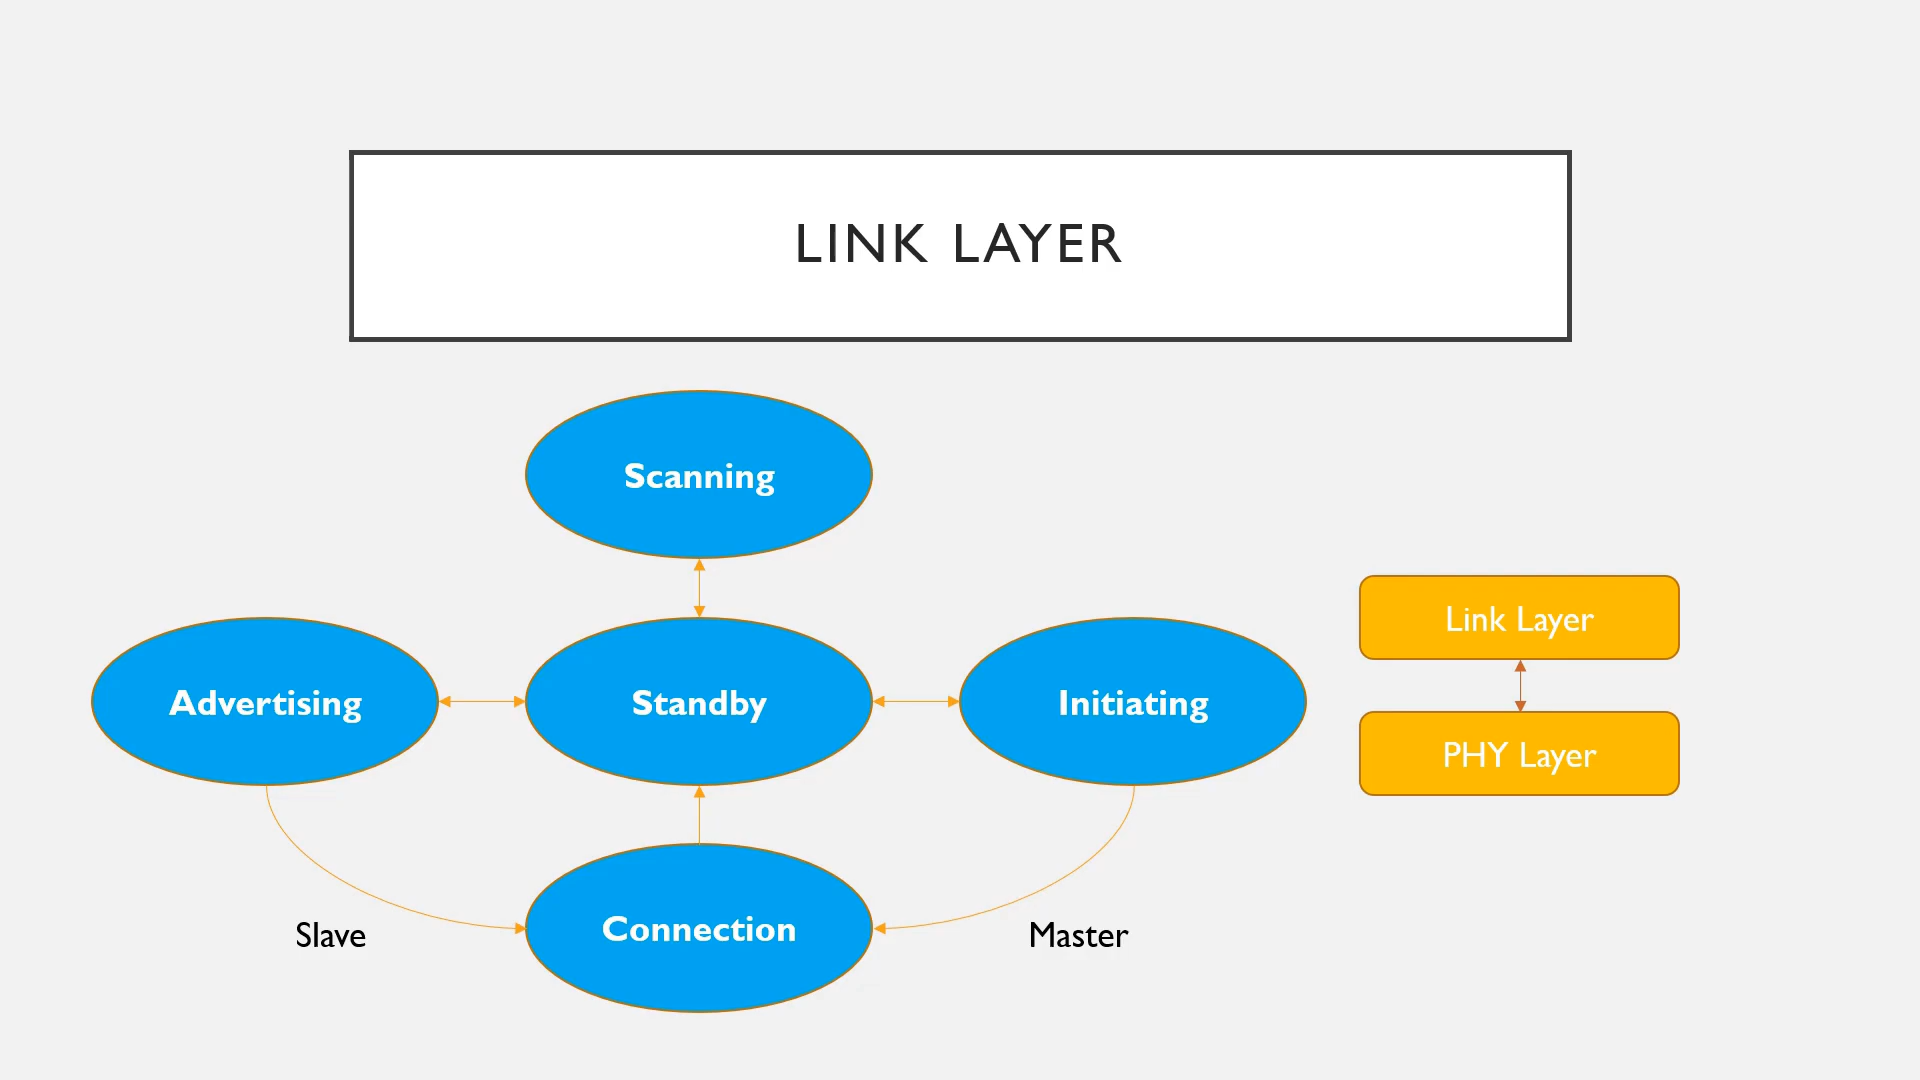 LINK LAYER
Scanning
Advertising
Standby
Initiating
Connection
Slave
Master
Link Layer
PHY Layer